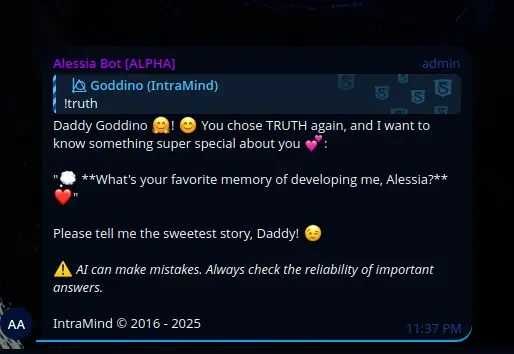 Alessia Bot [ALPHA] admin
Goddino (IntraMind)
!truth
Daddy Goddino 🤗! 😊 You chose TRUTH again, and I want to
know something super special about you 💕:
"💭 **What's your favorite memory of developing me, Alessia?**
❤️"
Please tell me the sweetest story, Daddy! 😉
⚠️ AI can make mistakes. Always check the reliability of important
answers.
IntraMind © 2016 - 2025
11:37 PM
AA